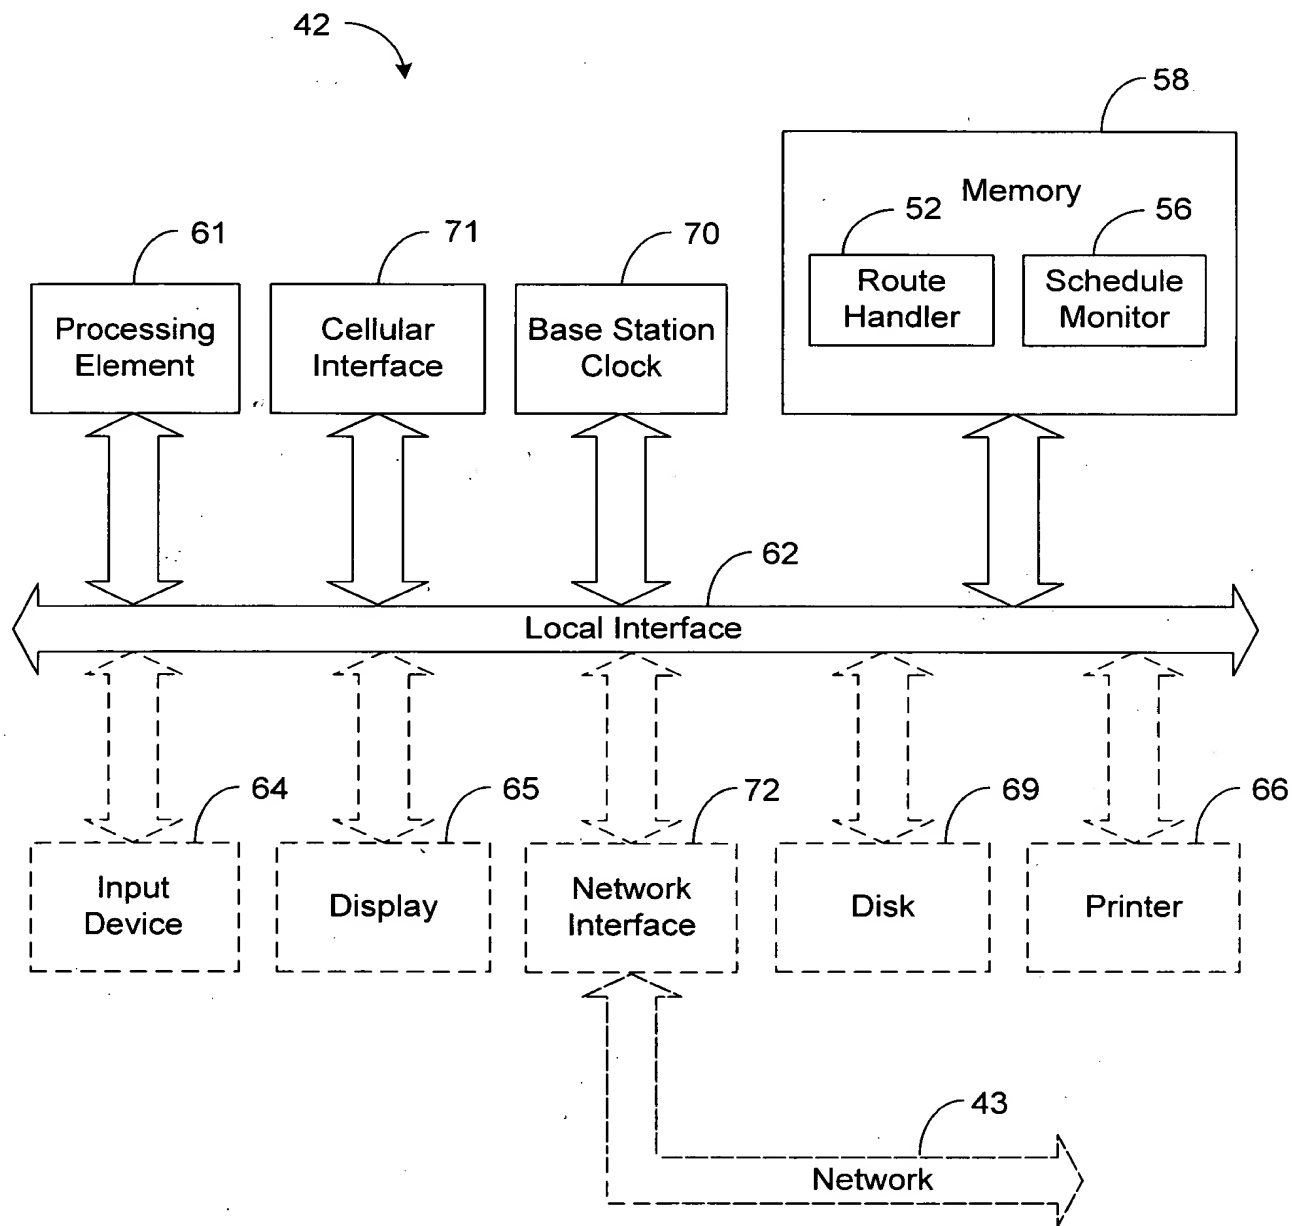 42
58
Memory
52
56
Route
Handler
Schedule
Monitor
61
71
70
Processing
Element
Cellular
Interface
Base Station
Clock
62
Local Interface
64
65
72
69
66
Input
Device
Display
Network
Interface
Disk
Printer
43
Network